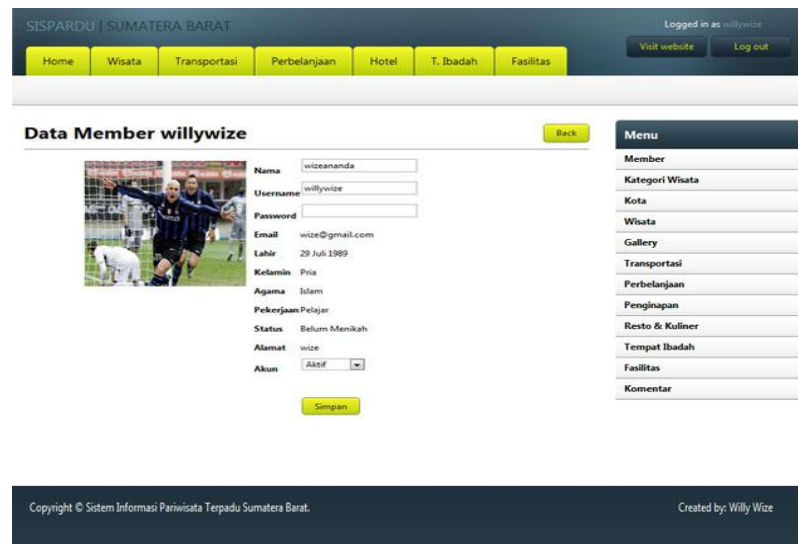 SISPARDU | SUMATERA BARAT
Logged in as willywize
Visit website
Log out
Home
Wisata
Transportasi
Perbelanjaan
Hotel
T. Ibadah
Fasilitas
Data Member willywize
Back
Nama wizeananda
Username willywize
Password
Email wize@gmail.com
Lahir 29 Juli 1989
Kelamin Pria
Agama Islam
Pekerjaan Pelajar
Status Belum Menikah
Alamat wize
Akun Aktif
Simpan
Menu
Member
Kategori Wisata
Kota
Wisata
Gallery
Transportasi
Perbelanjaan
Penginapan
Resto & Kuliner
Tempat Ibadah
Fasilitas
Komentar
Copyright © Sistem Informasi Pariwisata Terpadu Sumatera Barat.
Created by: Willy Wize